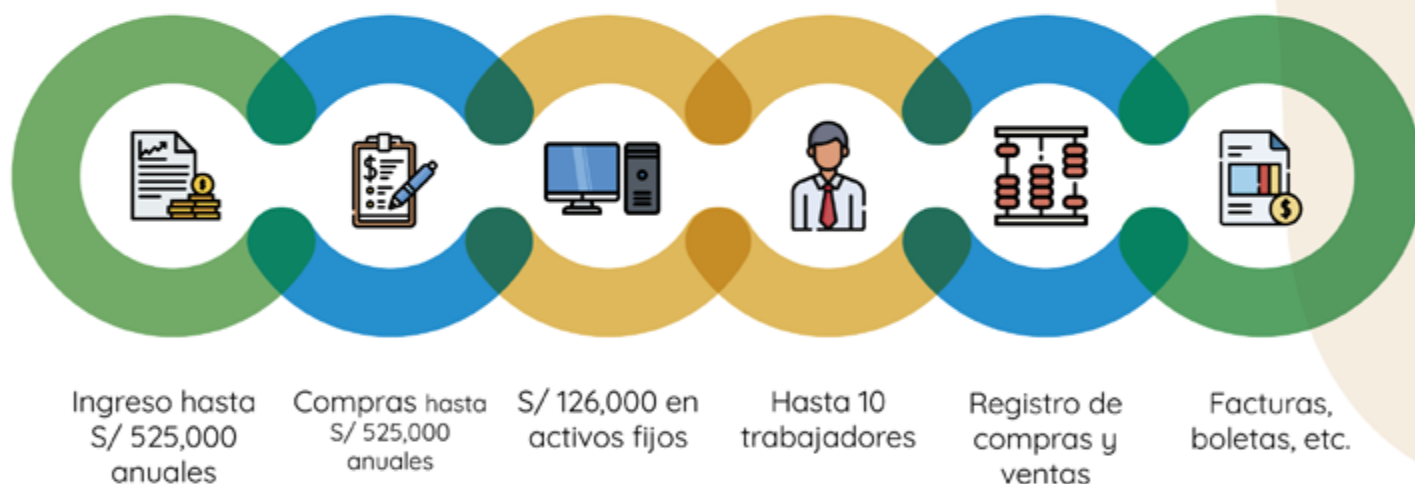 Ingreso hasta
S/ 525,000
anuales
Compras hasta
S/ 525,000
anuales
S/ 126,000 en
activos fijos
Hasta 10
trabajadores
Registro de
compras y
ventas
Facturas,
boletas, etc.